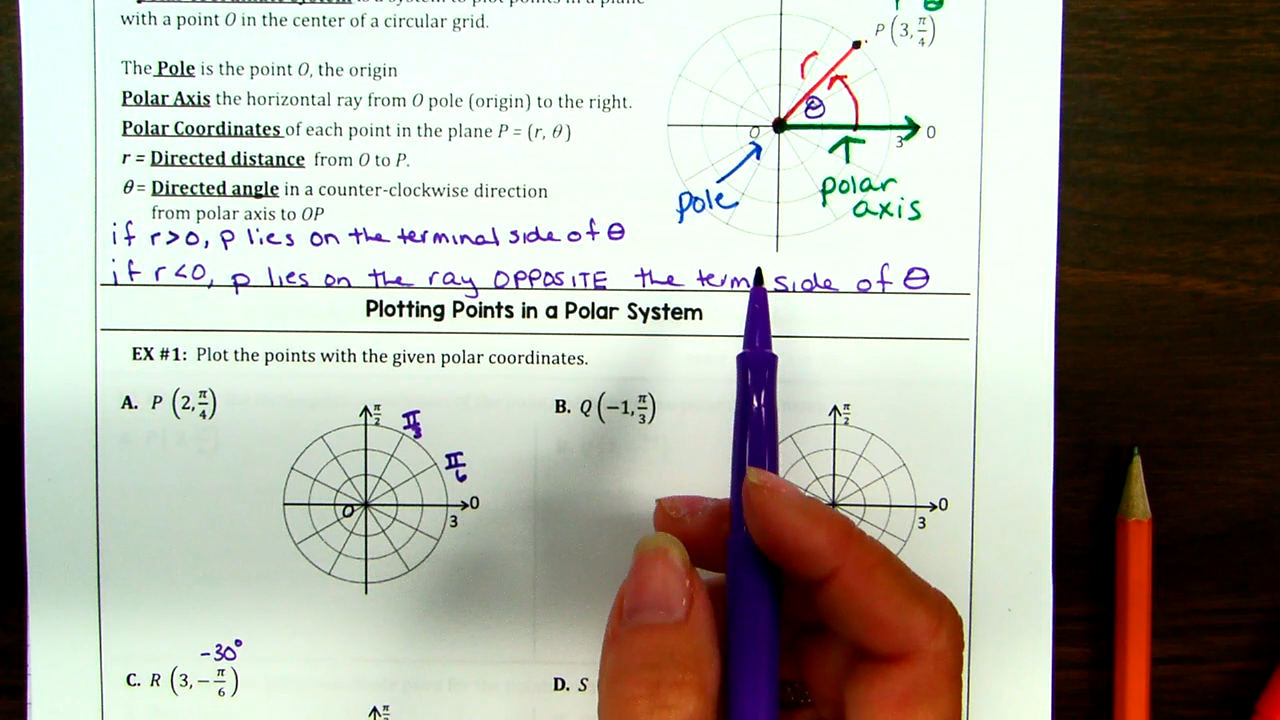 with a point O in the center of a circular grid.
P (3, π/4)
The Pole is the point O, the origin
Polar Axis the horizontal ray from O pole (origin) to the right.
Polar Coordinates of each point in the plane P = (r, θ)
r = Directed distance from O to P.
θ = Directed angle in a counter-clockwise direction
from polar axis to OP
r
θ
O
3
0
pole
polar
axis
if r>0, p lies on the terminal side of θ
if r<0, p lies on the ray OPPOSITE the term side of θ
Plotting Points in a Polar System
EX #1: Plot the points with the given polar coordinates.
A. P (2, π/4)
π/2
π/3
π/6
O
0
3
B. Q (−1, π/3)
π/2
0
3
-30°
C. R (3, −π/6)
π/2
D. S